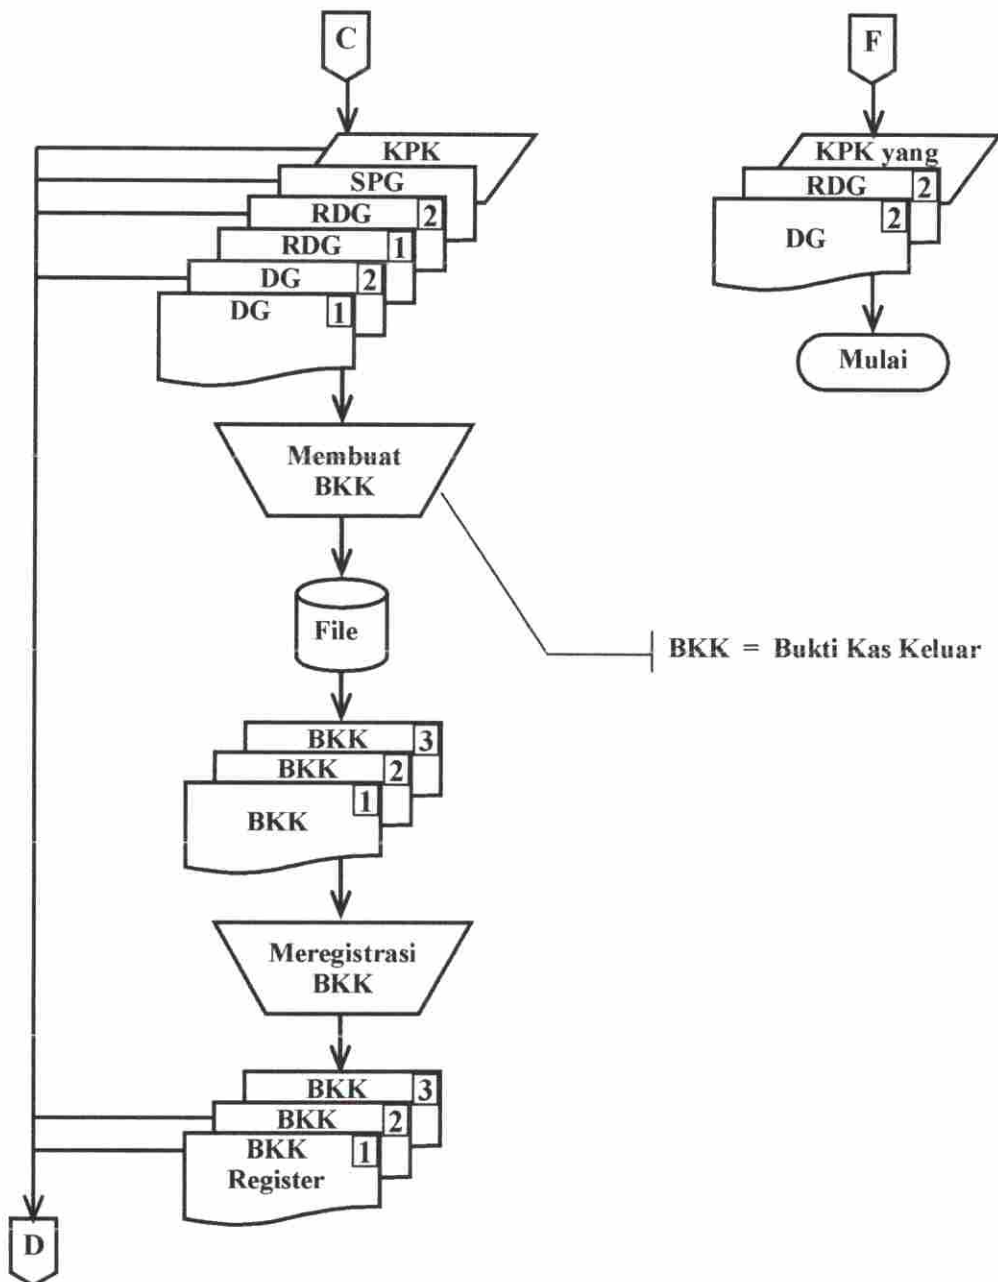 C
KPK
SPG
RDG 2
RDG 1
DG 2
DG 1
Membuat
BKK
File
BKK = Bukti Kas Keluar
BKK 3
BKK 2
1
BKK
Meregistrasi
BKK
BKK 3
BKK 2
BKK 1
Register
D
F
KPK yang
RDG 2
2
DG
Mulai